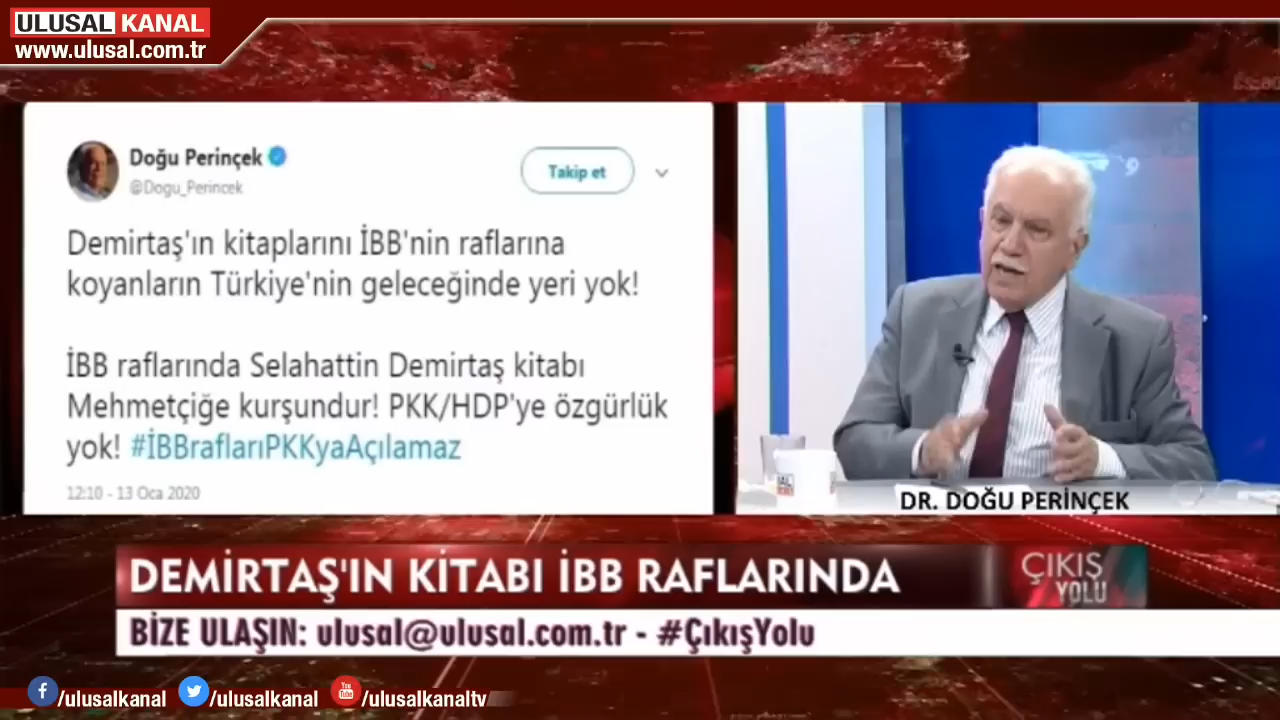 ULUSAL KANAL
www.ulusal.com.tr
Doğu Perinçek
@Dogu_Perincek
Takip et
Demirtaş'ın kitaplarını İBB'nin raflarına
koyanların Türkiye'nin geleceğinde yeri yok!
İBB raflarında Selahattin Demirtaş kitabı
Mehmetçiğe kurşundur! PKK/HDP'ye özgürlük
yok! #İBBraflarıPKKyaAçılamaz
12:10 - 13 Oca 2020
DR. DOĞU PERİNÇEK
DEMİRTAŞ'IN KİTABI İBB RAFLARINDA
ÇIKIŞ
YOLU
BİZE ULAŞIN: ulusal@ulusal.com.tr - #ÇıkışYolu
/ulusalkanal
/ulusalkanal
You Tube
/ulusalkanaltv